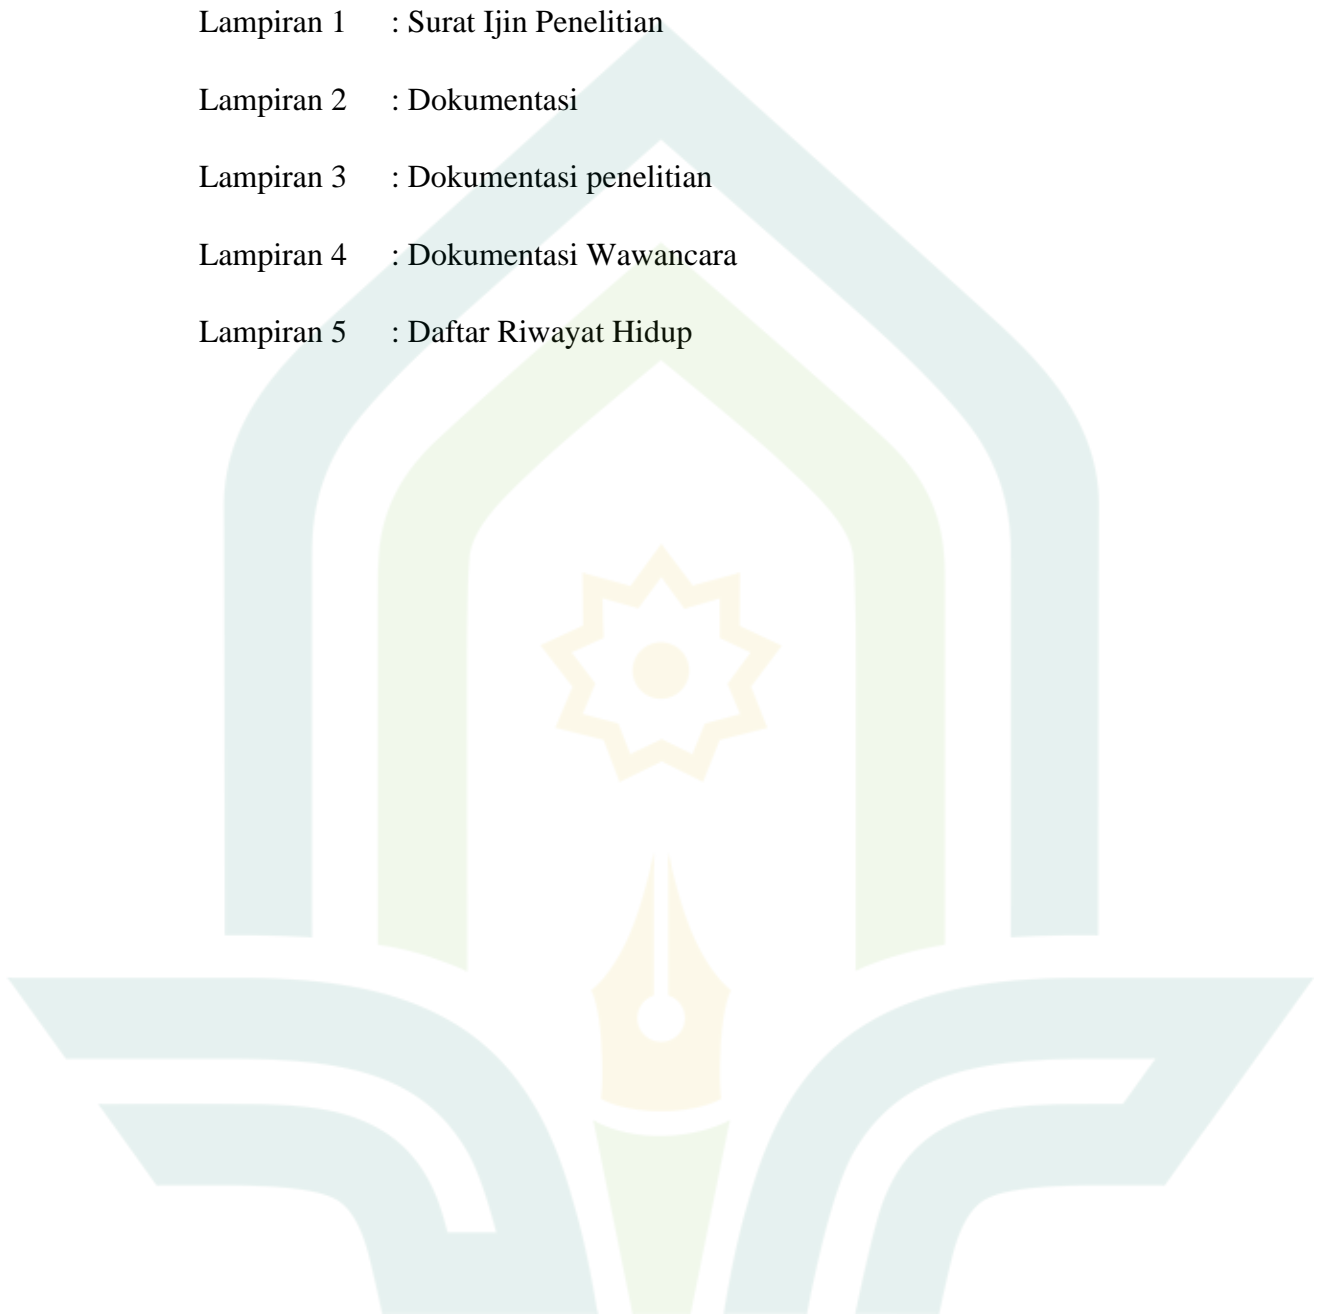 Lampiran 1 : Surat Ijin Penelitian
Lampiran 2 : Dokumentasi
Lampiran 3 : Dokumentasi penelitian
Lampiran 4 : Dokumentasi Wawancara
Lampiran 5 : Daftar Riwayat Hidup